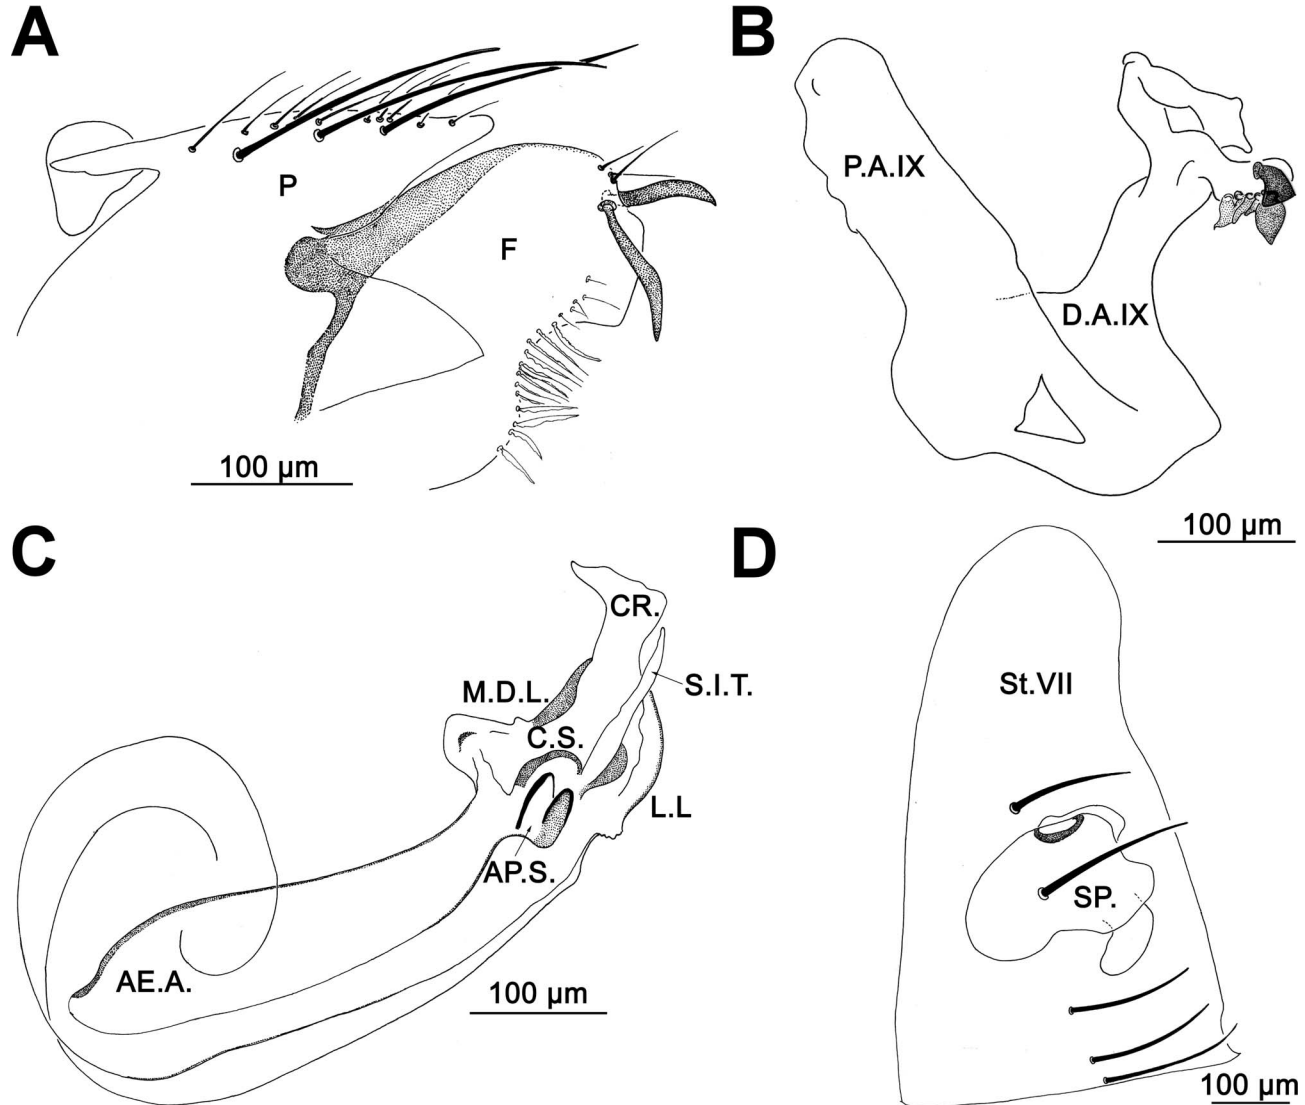 A
P
F
100 µm
B
P.A.IX
D.A.IX
100 µm
C
CR.
M.D.L.
S.I.T.
C.S.
L.L
AP.S.
AE.A.
100 µm
D
St.VII
SP.
100 µm